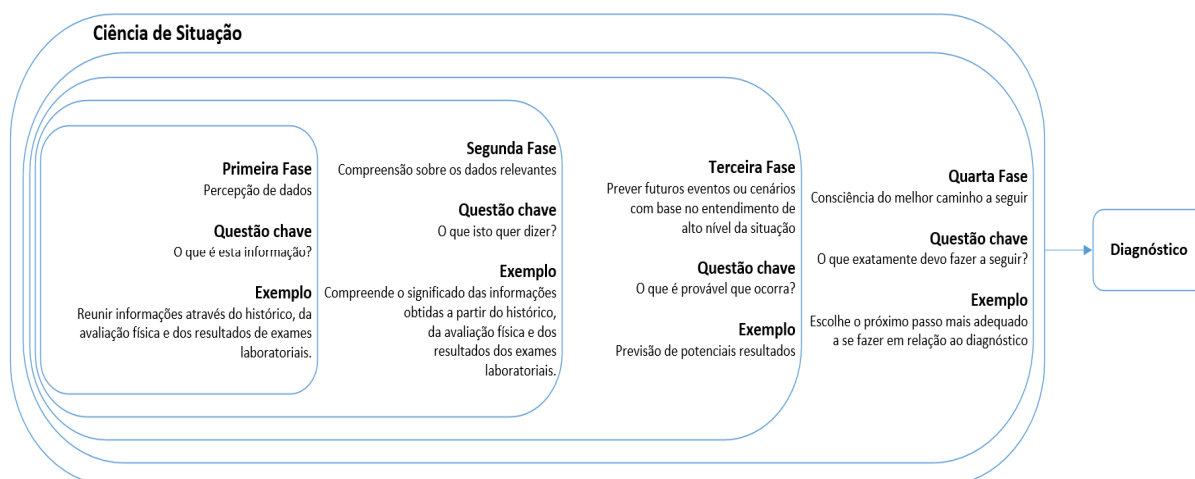 Ciência de Situação
Primeira Fase
Percepção de dados
Questão chave
O que é esta informação?
Exemplo
Reunir informações através do histórico, da
avaliação física e dos resultados de exames
laboratoriais.
Segunda Fase
Compreensão sobre os dados relevantes
Questão chave
O que isto quer dizer?
Exemplo
Compreende o significado das informações
obtidas a partir do histórico,
da avaliação física e dos
resultados dos exames
laboratoriais.
Terceira Fase
Prever futuros eventos ou cenários
com base no entendimento de
alto nível da situação
Questão chave
O que é provável que ocorra?
Exemplo
Previsão de potenciais resultados
Quarta Fase
Consciência do melhor caminho a seguir
Questão chave
O que exatamente devo fazer a seguir?
Exemplo
Escolhe o próximo passo mais adequado
a se fazer em relação ao diagnóstico
Diagnóstico